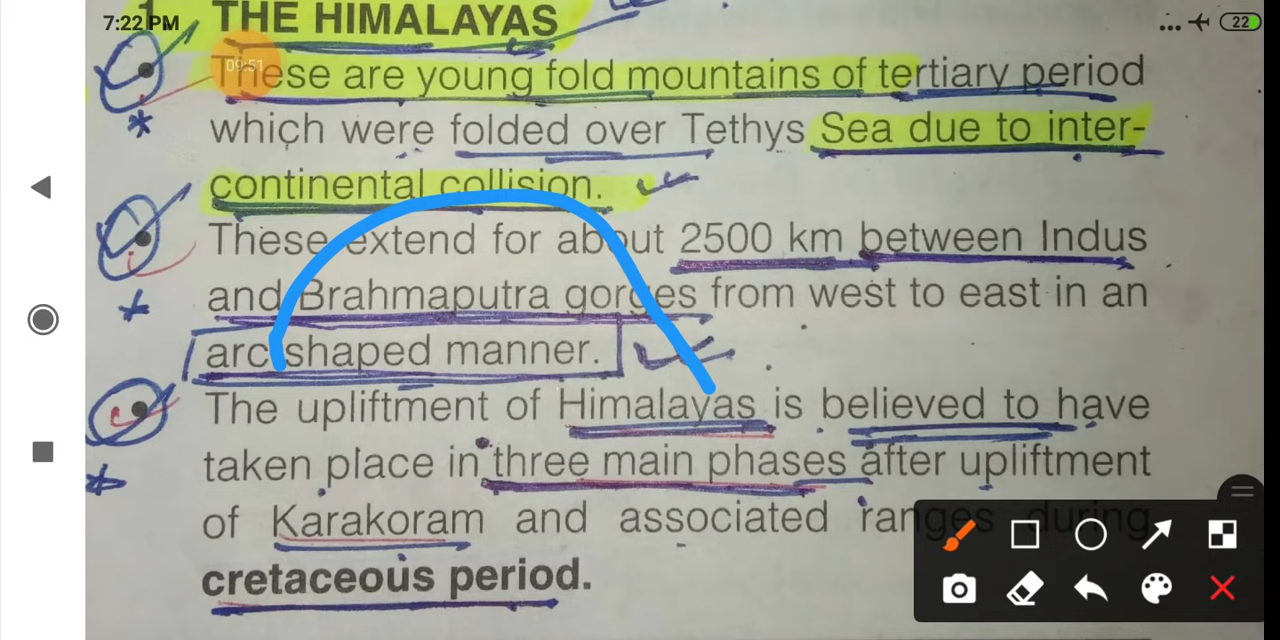 7:22 PM
22
THE HIMALAYAS
09:51
These are young fold mountains of tertiary period
which were folded over Tethys Sea due to inter-
continental collision.
These extend for about 2500 km between Indus
and Brahmaputra gorges from west to east in an
arc shaped manner.
The upliftment of Himalayas is believed to have
taken place in three main phases after upliftment
of Karakoram and associated ranges during
cretaceous period.